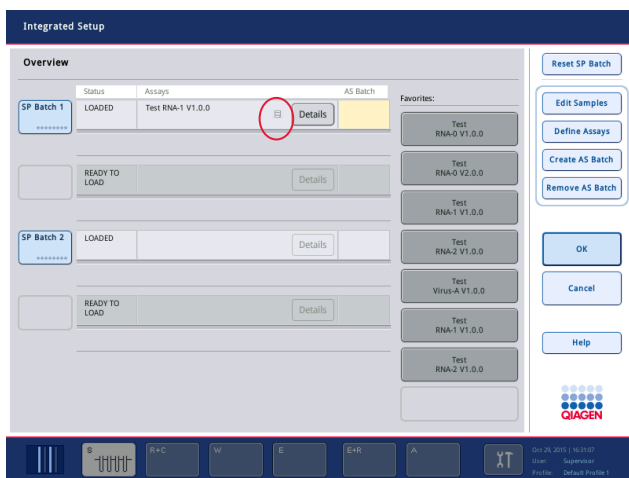 Integrated Setup
Overview
Reset SP Batch
Status Assays AS Batch
Favorites:
SP Batch 1
LOADED Test RNA-1 V1.0.0 Details
Edit Samples
Define Assays
Create AS Batch
Remove AS Batch
Test
RNA-0 V1.0.0
Test
RNA-0 V2.0.0
READY TO
LOAD
Details
Test
RNA-1 V1.0.0
SP Batch 2
LOADED Details
Test
RNA-2 V1.0.0
OK
Test
Virus-A V1.0.0
Cancel
READY TO
LOAD
Details
Test
RNA-1 V1.0.0
Help
Test
RNA-2 V1.0.0
QIAGEN
S R+C W E E+R A
Oct 29, 2015 | 16:31:07
User: Supervisor
Profile: Default Profile 1